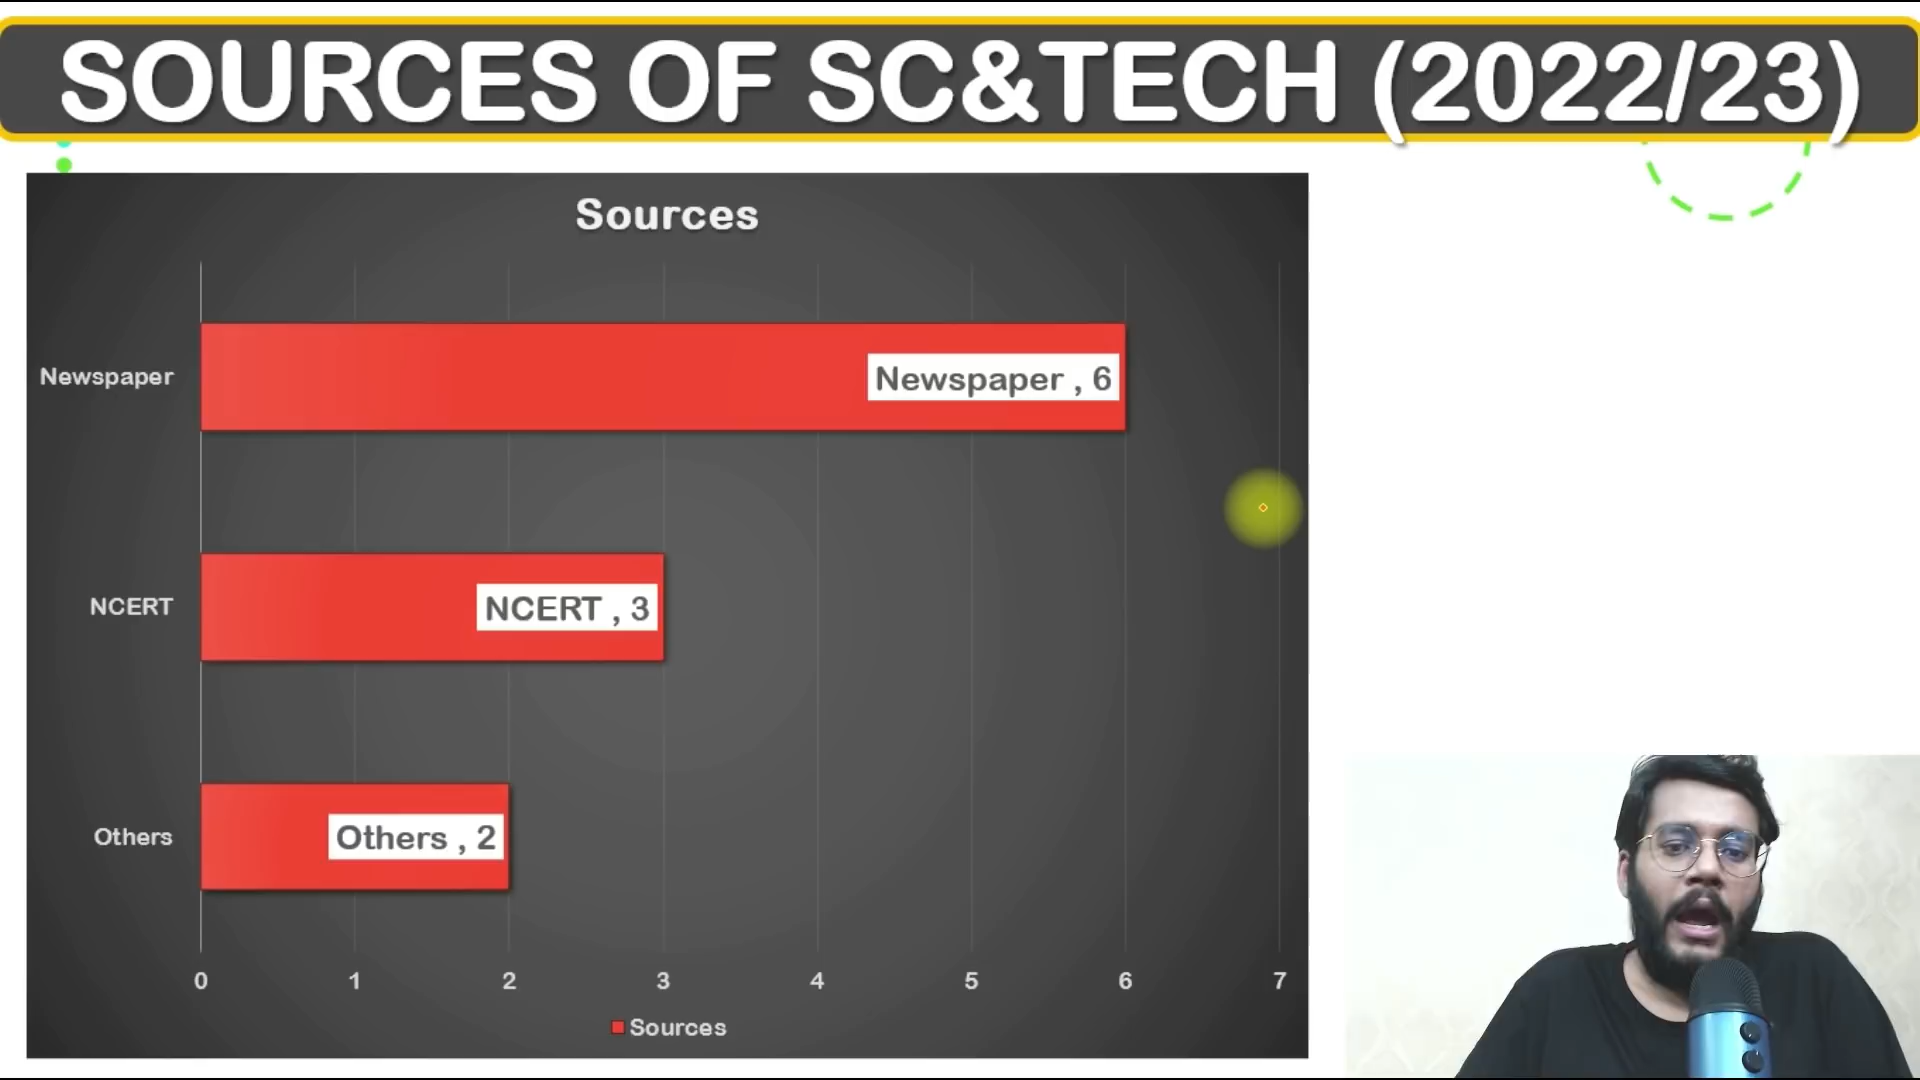 SOURCES OF SC&TECH (2022/23)
Sources
Newspaper
Newspaper , 6
NCERT
NCERT , 3
Others
Others , 2
0 1 2 3 4 5 6 7
Sources